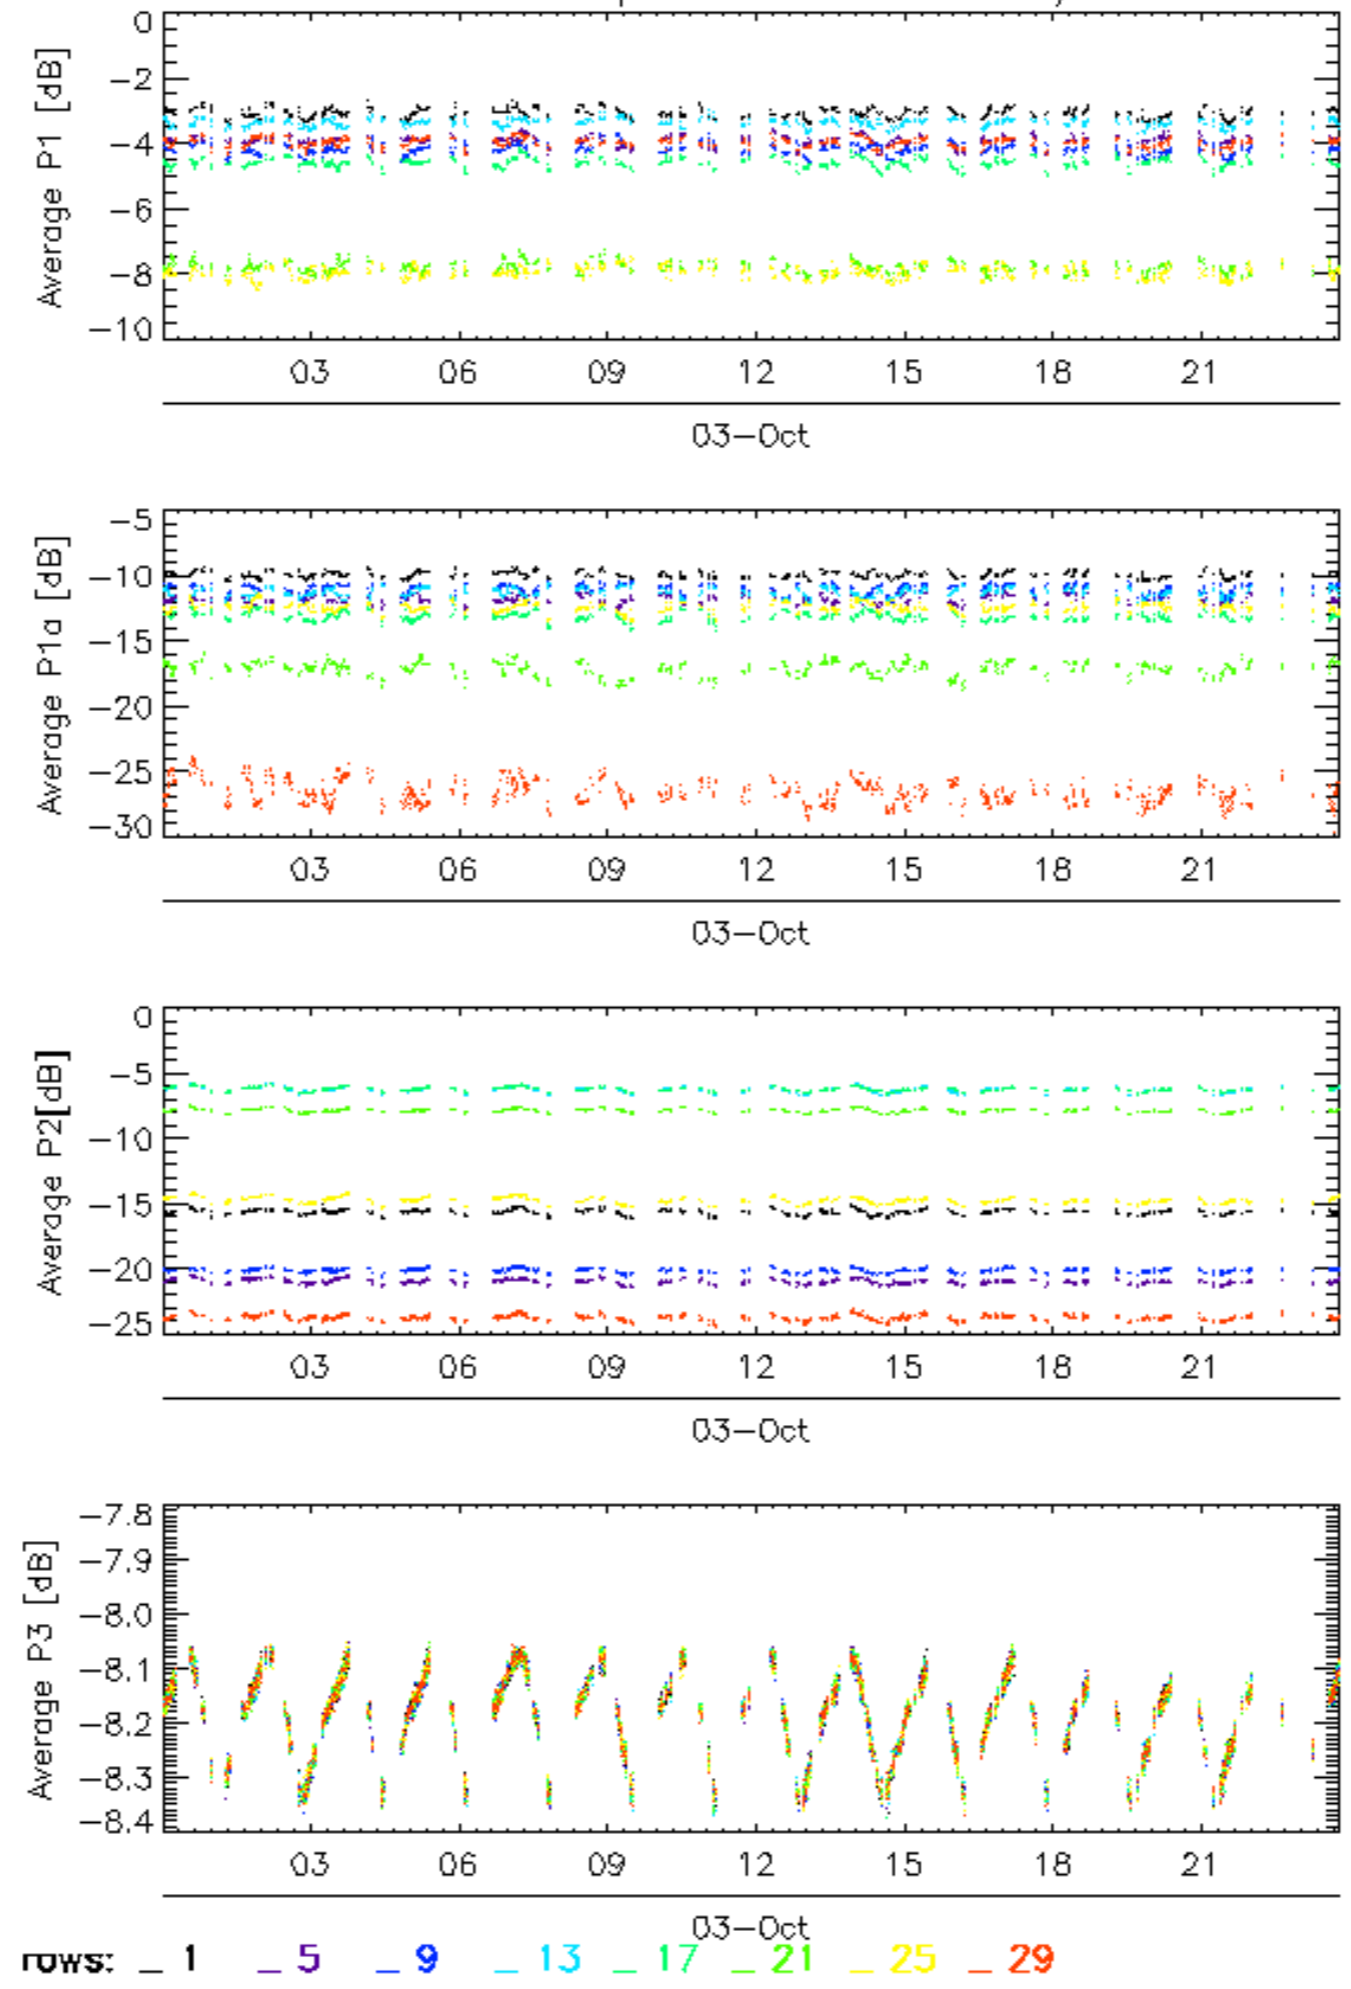 0
−2
−4
−6
−8
−10
Average P1 [dB]
03 06 09 12 15 18 21
03−Oct
−5
−10
−15
−20
−25
−30
Average P1a [dB]
03 06 09 12 15 18 21
03−Oct
0
−5
−10
−15
−20
−25
Average P2[dB]
03 06 09 12 15 18 21
03−Oct
−7.8
−7.9
−8.0
−8.1
−8.2
−8.3
−8.4
Average P3 [dB]
03 06 09 12 15 18 21
03−Oct
rows: _ 1 _ 5 _ 9 _ 13 _ 17 _ 21 _ 25 _ 29